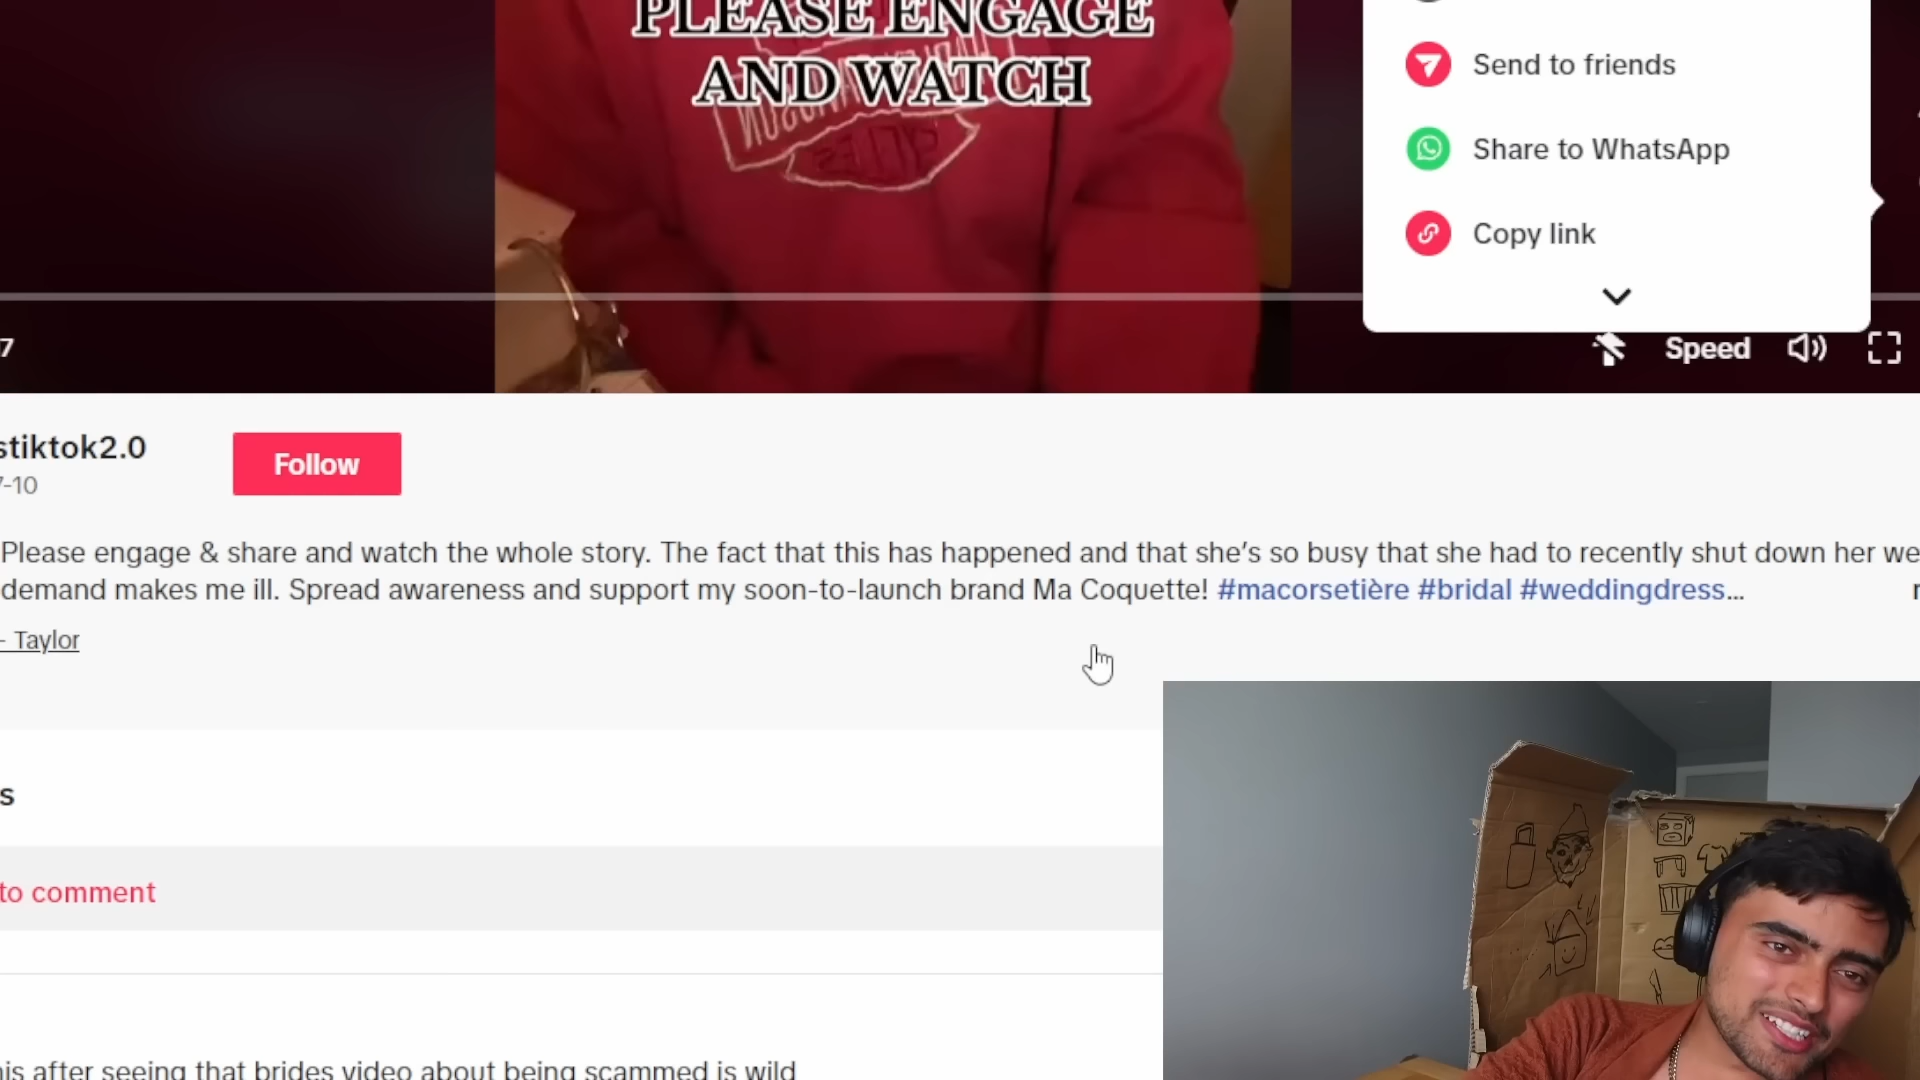 PLEASE ENGAGE
AND WATCH
Send to friends
Share to WhatsApp
Copy link
7
Speed
stiktok2.0
7-10
Follow
Please engage & share and watch the whole story. The fact that this has happened and that she's so busy that she had to recently shut down her we
demand makes me ill. Spread awareness and support my soon-to-launch brand Ma Coquette! #macorsetière #bridal #weddingdress...
- Taylor
s
to comment
his after seeing that brides video about being scammed is wild